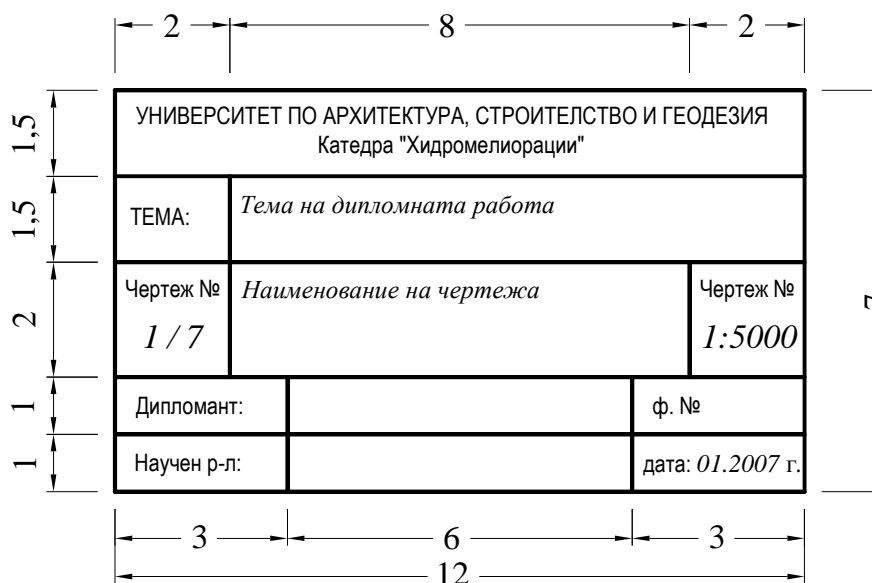 2 8 2
1,5
УНИВЕРСИТЕТ ПО АРХИТЕКТУРА, СТРОИТЕЛСТВО И ГЕОДЕЗИЯ
Катедра "Хидромелиорации"
1,5
ТЕМА: Тема на дипломната работа
2
Чертеж № Наименование на чертежа Чертеж №
1 / 7 1:5000
7
1
Дипломант: ф. №
1
Научен р-л: дата: 01.2007 г.
3 6 3
12